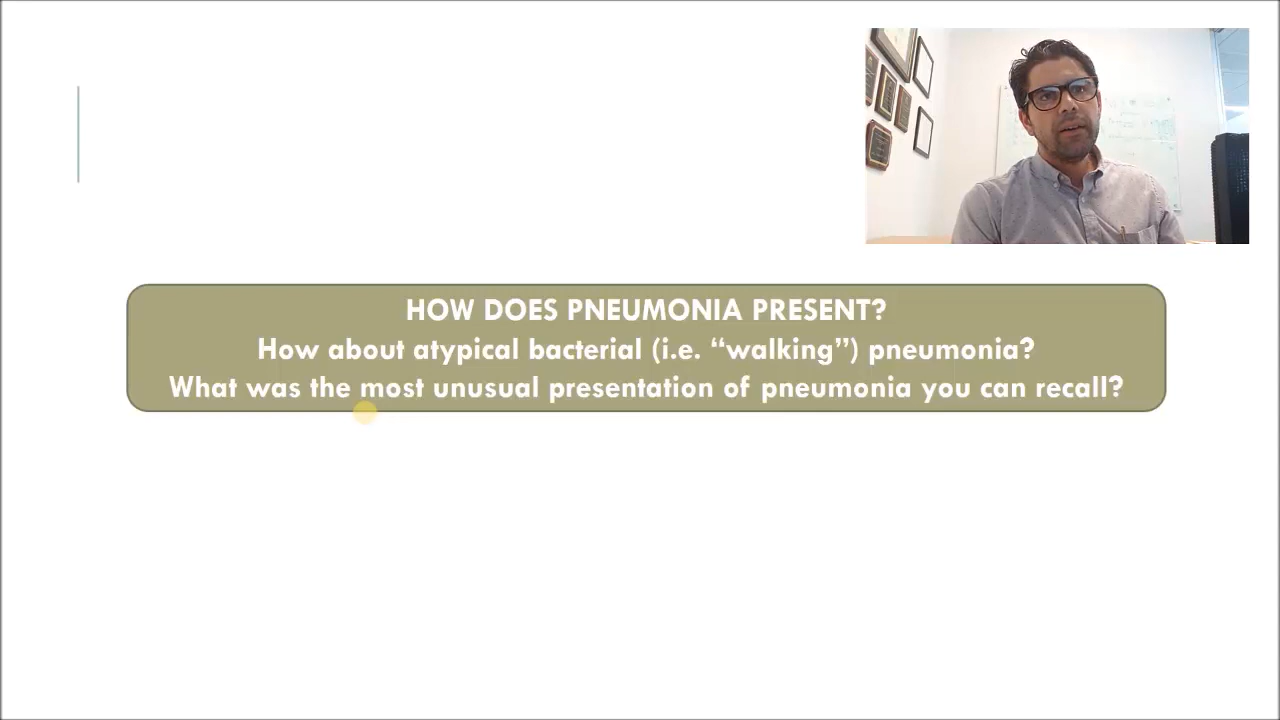 HOW DOES PNEUMONIA PRESENT?
How about atypical bacterial (i.e. “walking”) pneumonia?
What was the most unusual presentation of pneumonia you can recall?